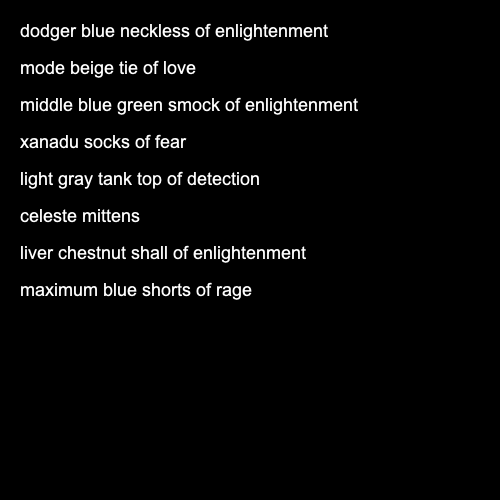 dodger blue neckless of enlightenment
mode beige tie of love
middle blue green smock of enlightenment
xanadu socks of fear
light gray tank top of detection
celeste mittens
liver chestnut shall of enlightenment
maximum blue shorts of rage